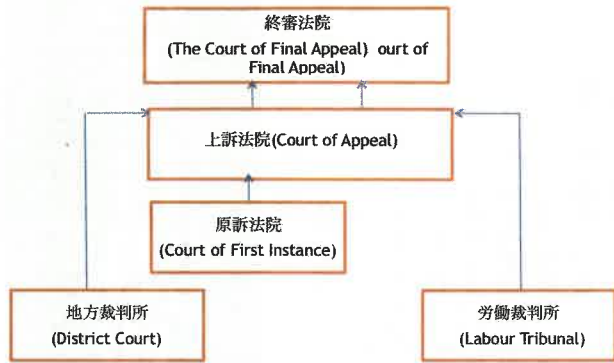 終審法院
(The Court of Final Appeal) ourt of
Final Appeal)
上訴法院(Court of Appeal)
原訴法院
(Court of First Instance)
地方裁判所
(District Court)
労働裁判所
(Labour Tribunal)